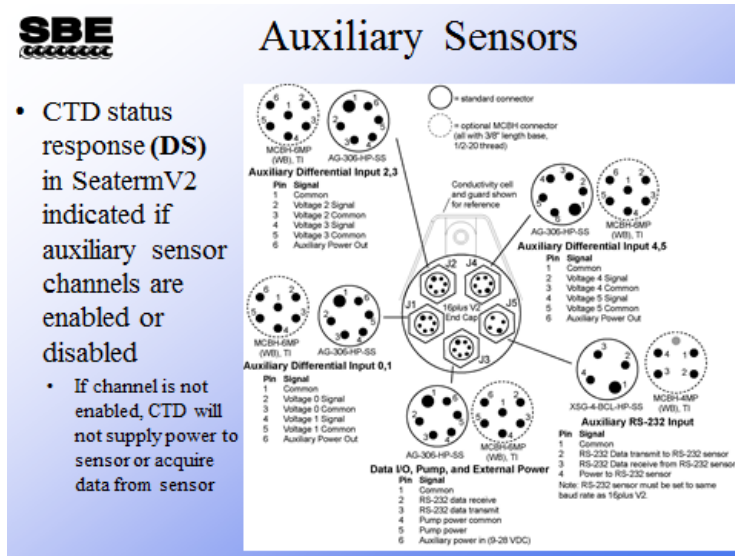 SBE
Auxiliary Sensors
• CTD status
response (DS)
in SeatermV2
indicated if
auxiliary sensor
channels are
enabled or
disabled
• If channel is not
enabled, CTD will
not supply power to
sensor or acquire
data from sensor
= standard connector
= optional MCBH connector
(all with 3/8" length base,
1/2-20 thread)
Conductivity cell
and guard shown
for reference
MCBH-6MP
(WB), TI
AG-306-HP-SS
Auxiliary Differential Input 2,3
Pin Signal
1 Common
2 Voltage 2 Signal
3 Voltage 2 Common
4 Voltage 3 Signal
5 Voltage 3 Common
6 Auxiliary Power Out
AG-306-HP-SS
MCBH-6MP
(WB), TI
Auxiliary Differential Input 4,5
Pin Signal
1 Common
2 Voltage 4 Signal
3 Voltage 4 Common
4 Voltage 5 Signal
5 Voltage 5 Common
6 Auxiliary Power Out
J2 J4
J1 J5
16plus V2
End Cap
J3
MCBH-6MP
(WB), TI
AG-306-HP-SS
Auxiliary Differential Input 0,1
Pin Signal
1 Common
2 Voltage 0 Signal
3 Voltage 0 Common
4 Voltage 1 Signal
5 Voltage 1 Common
6 Auxiliary Power Out
AG-306-HP-SS
MCBH-6MP
(WB), TI
Data I/O, Pump, and External Power
Pin Signal
1 Common
2 RS-232 data receive
3 RS-232 data transmit
4 Pump power common
5 Pump power
6 Auxiliary power in (9-28 VDC)
XSG-4-BCL-HP-SS
MCBH-4MP
(WB), TI
Auxiliary RS-232 Input
Pin Signal
1 Common
2 RS-232 Data transmit to RS-232 sensor
3 RS-232 Data receive from RS-232 sensor
4 Power to RS-232 sensor
Note: RS-232 sensor must be set to same
baud rate as 16plus V2.